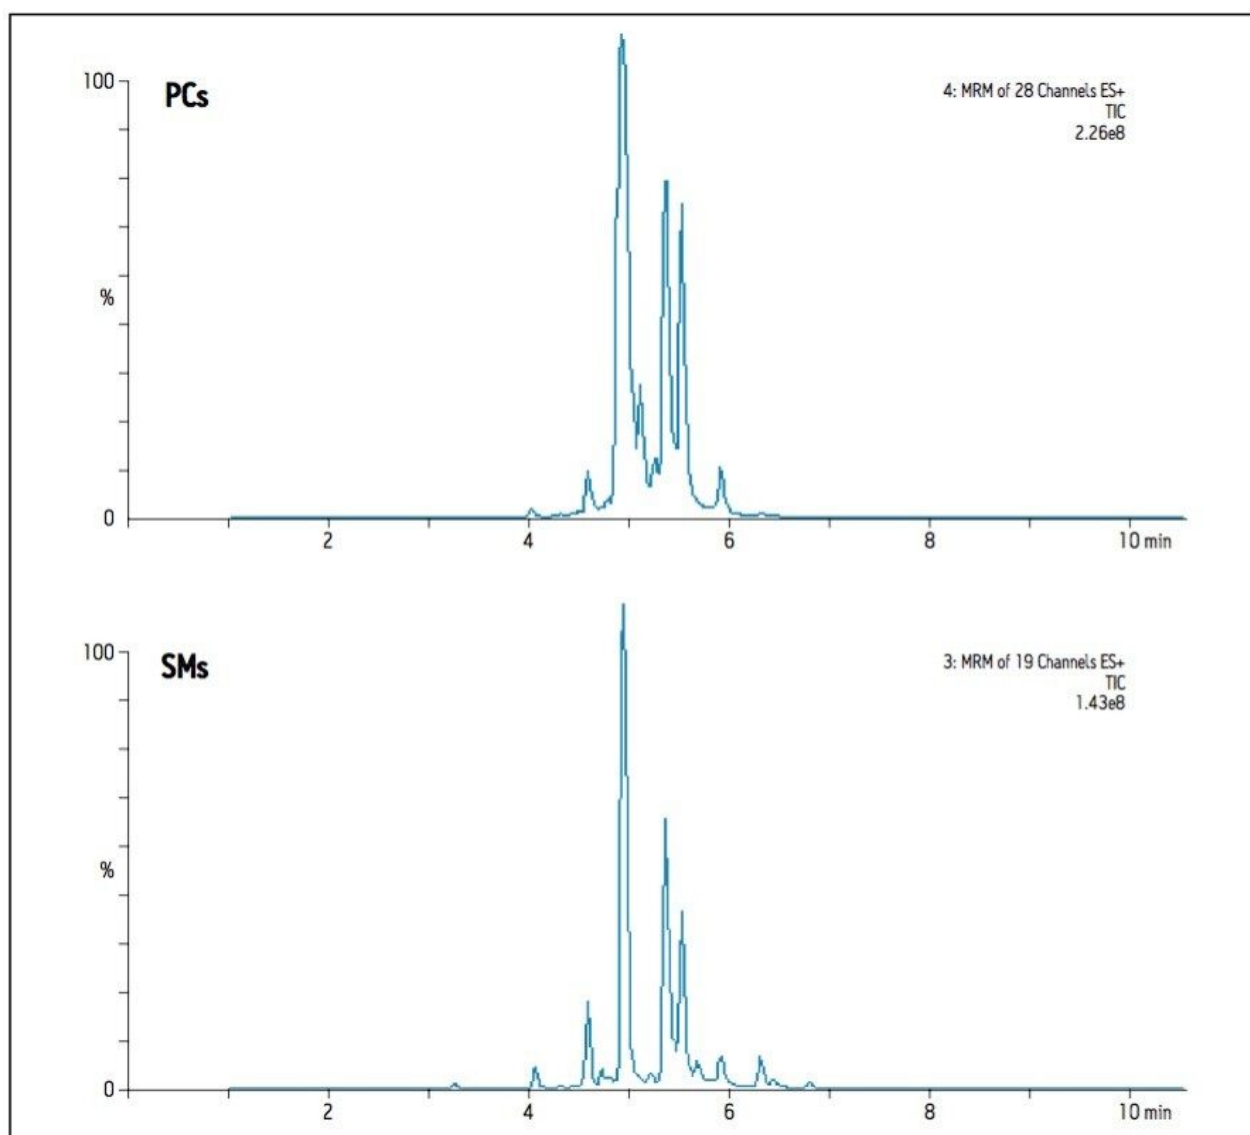 PCs
4: MRM of 28 Channels ES+
TIC
2.26e8
100
%
0
2 4 6 8 10 min
SMs
3: MRM of 19 Channels ES+
TIC
1.43e8
100
%
0
2 4 6 8 10 min